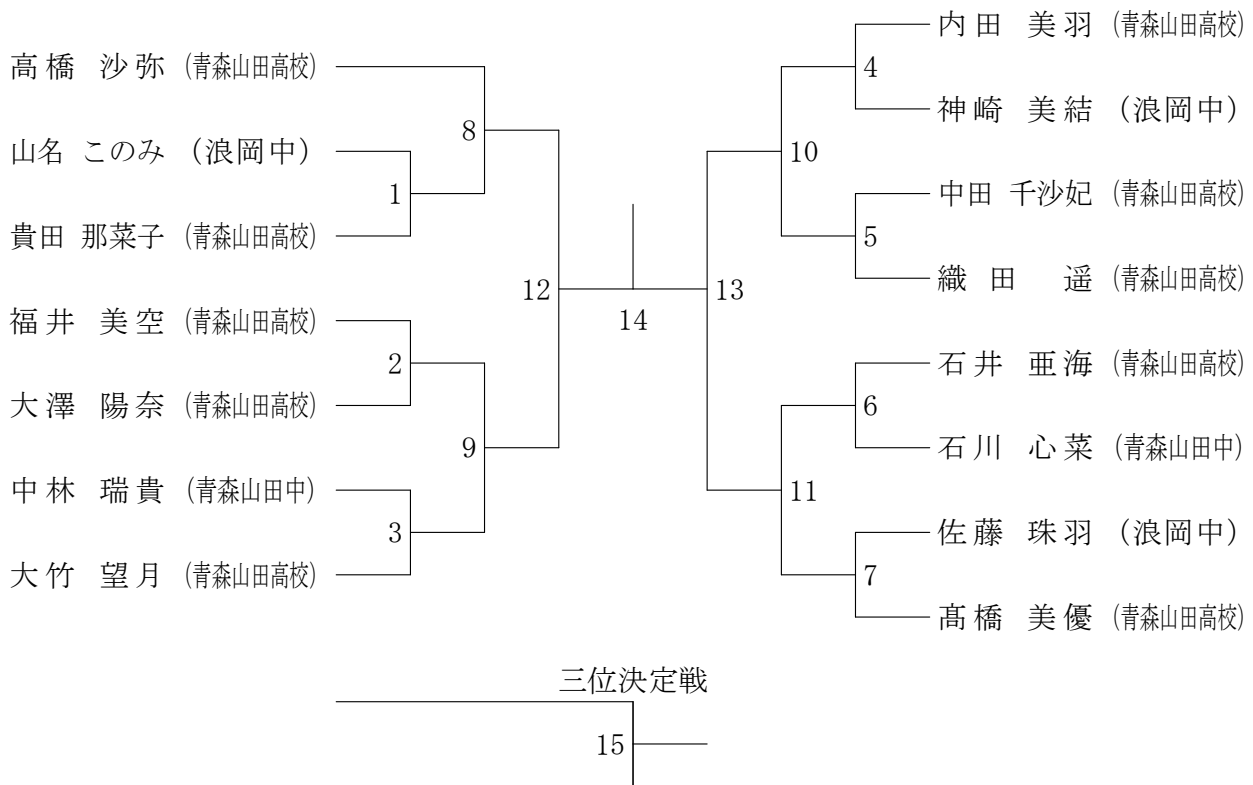 高橋 沙弥 (青森山田高校)
8
山名 このみ (浪岡中)
1
貴田 那菜子 (青森山田高校)
12
福井 美空 (青森山田高校)
2
大澤 陽奈 (青森山田高校)
9
中林 瑞貴 (青森山田中)
3
大竹 望月 (青森山田高校)
14
内田 美羽 (青森山田高校)
4
神崎 美結 (浪岡中)
10
中田 千沙妃 (青森山田高校)
5
織田 遥 (青森山田高校)
13
石井 亜海 (青森山田高校)
6
石川 心菜 (青森山田中)
11
佐藤 珠羽 (浪岡中)
7
髙橋 美優 (青森山田高校)
三位決定戦
15